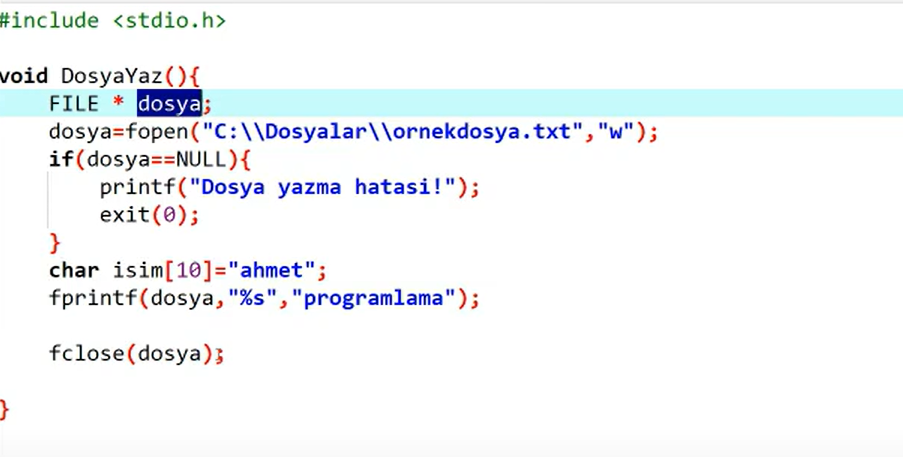 #include <stdio.h>
void DosyaYaz(){
FILE * dosya;
dosya=fopen("C:\\Dosyalar\\ornekdosya.txt","w");
if(dosya==NULL){
printf("Dosya yazma hatasi!");
exit(0);
}
char isim[10]="ahmet";
fprintf(dosya,"%s","programlama");
fclose(dosya);
}